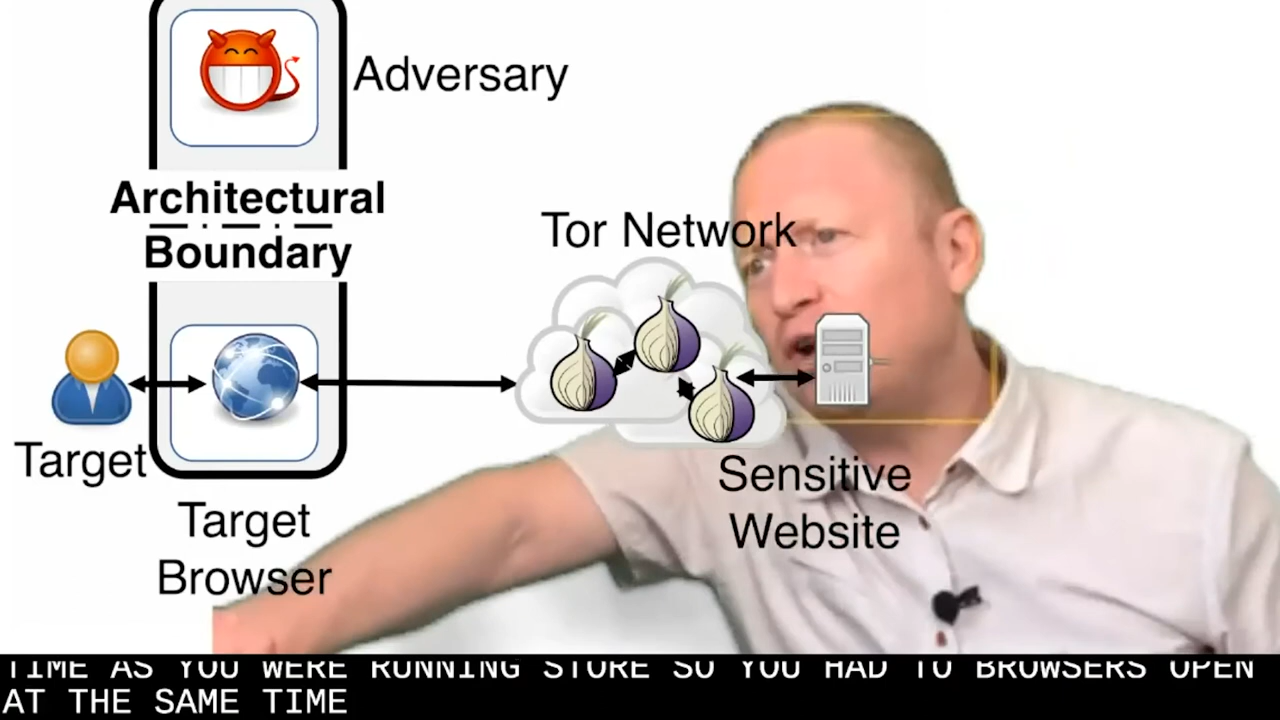 Adversary
Architectural
Boundary
Tor Network
Target
Sensitive
Website
Target
Browser
TIME AS YOU WERE RUNNING STORE SO YOU HAD TO BROWSERS OPEN
AT THE SAME TIME